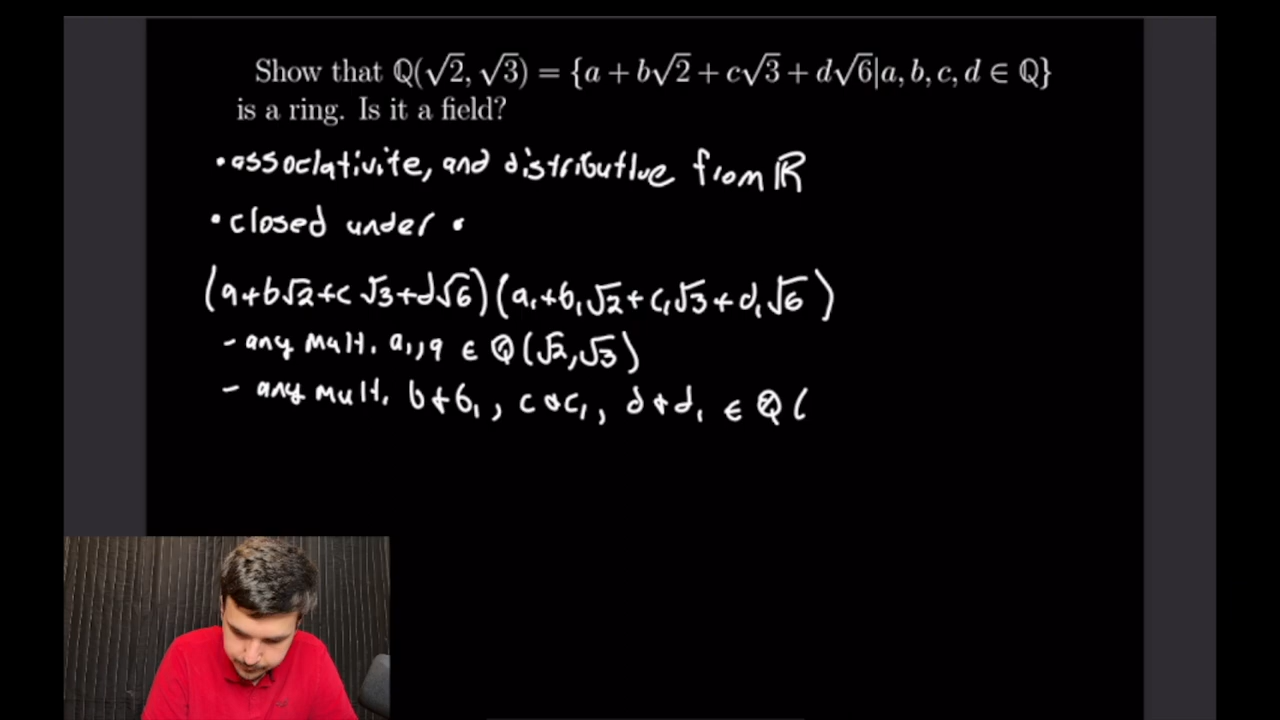 Show that ℚ(√2, √3) = {a + b√2 + c√3 + d√6|a, b, c, d ∈ ℚ}
is a ring. Is it a field?
• associativite, and distributive from ℝ
• closed under •
(a+b√2+c√3+d√6)(a₁+b₁√2+c₁√3+d₁√6)
- any mult. a₁,a ∈ ℚ(√2,√3)
- any mult. b & b₁, c & c₁, d & d₁ ∈ ℚ(